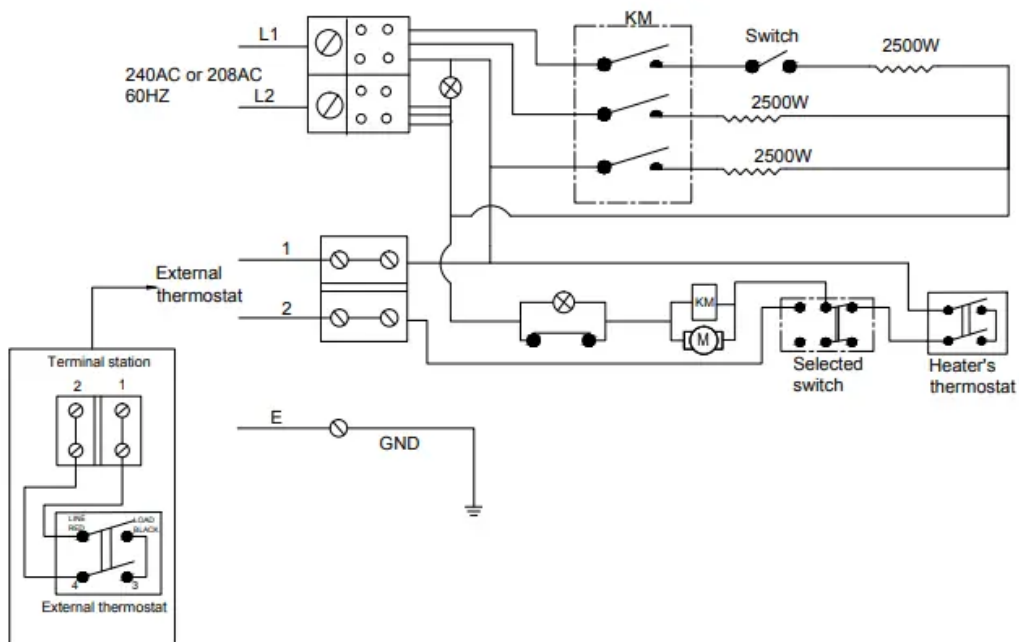 KM
L1
Switch
2500W
240AC or 208AC
60HZ
L2
2500W
2500W
1
External
thermostat
2
KM
M
Selected
switch
Heater's
thermostat
Terminal station
2 1
E
GND
LINE
RED
LOAD
BLACK
4 3
External thermostat